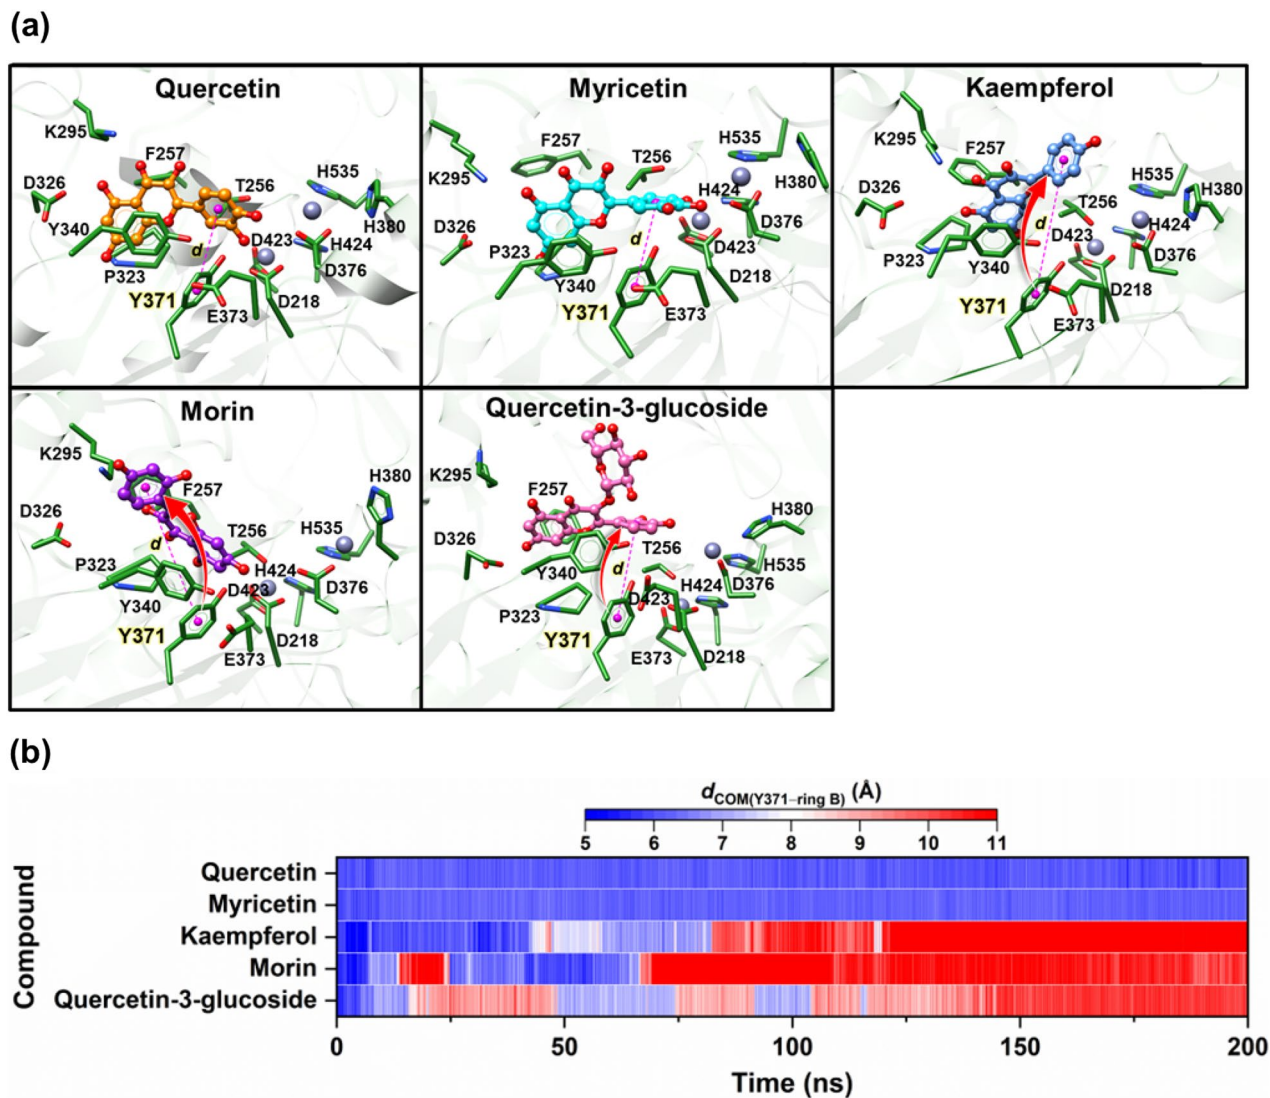 (a)
Quercetin
K295
F257
D326
T256
H535
Y340
H380
d
D423
H424
P323
D376
Y371
D218
E373
Myricetin
F257
T256
H535
K295
H424
H380
D326
d
D376
P323
D423
Y340
Y371
E373
D218
Kaempferol
K295
F257
D326
T256
H535
H380
d
D423
H424
P323
Y340
D376
Y371
D218
E373
Morin
K295
F257
H380
D326
T256
H535
d
P323
H424
D423
D376
Y340
Y371
D218
E373
Quercetin-3-glucoside
K295
F257
H380
D326
T256
Y340
d
H424
H535
D376
D423
P323
Y371
E373
D218
(b)
dCOM(Y371–ring B) (Å)
5 6 7 8 9 10 11
Compound
Quercetin
Myricetin
Kaempferol
Morin
Quercetin-3-glucoside
0 50 100 150 200
Time (ns)